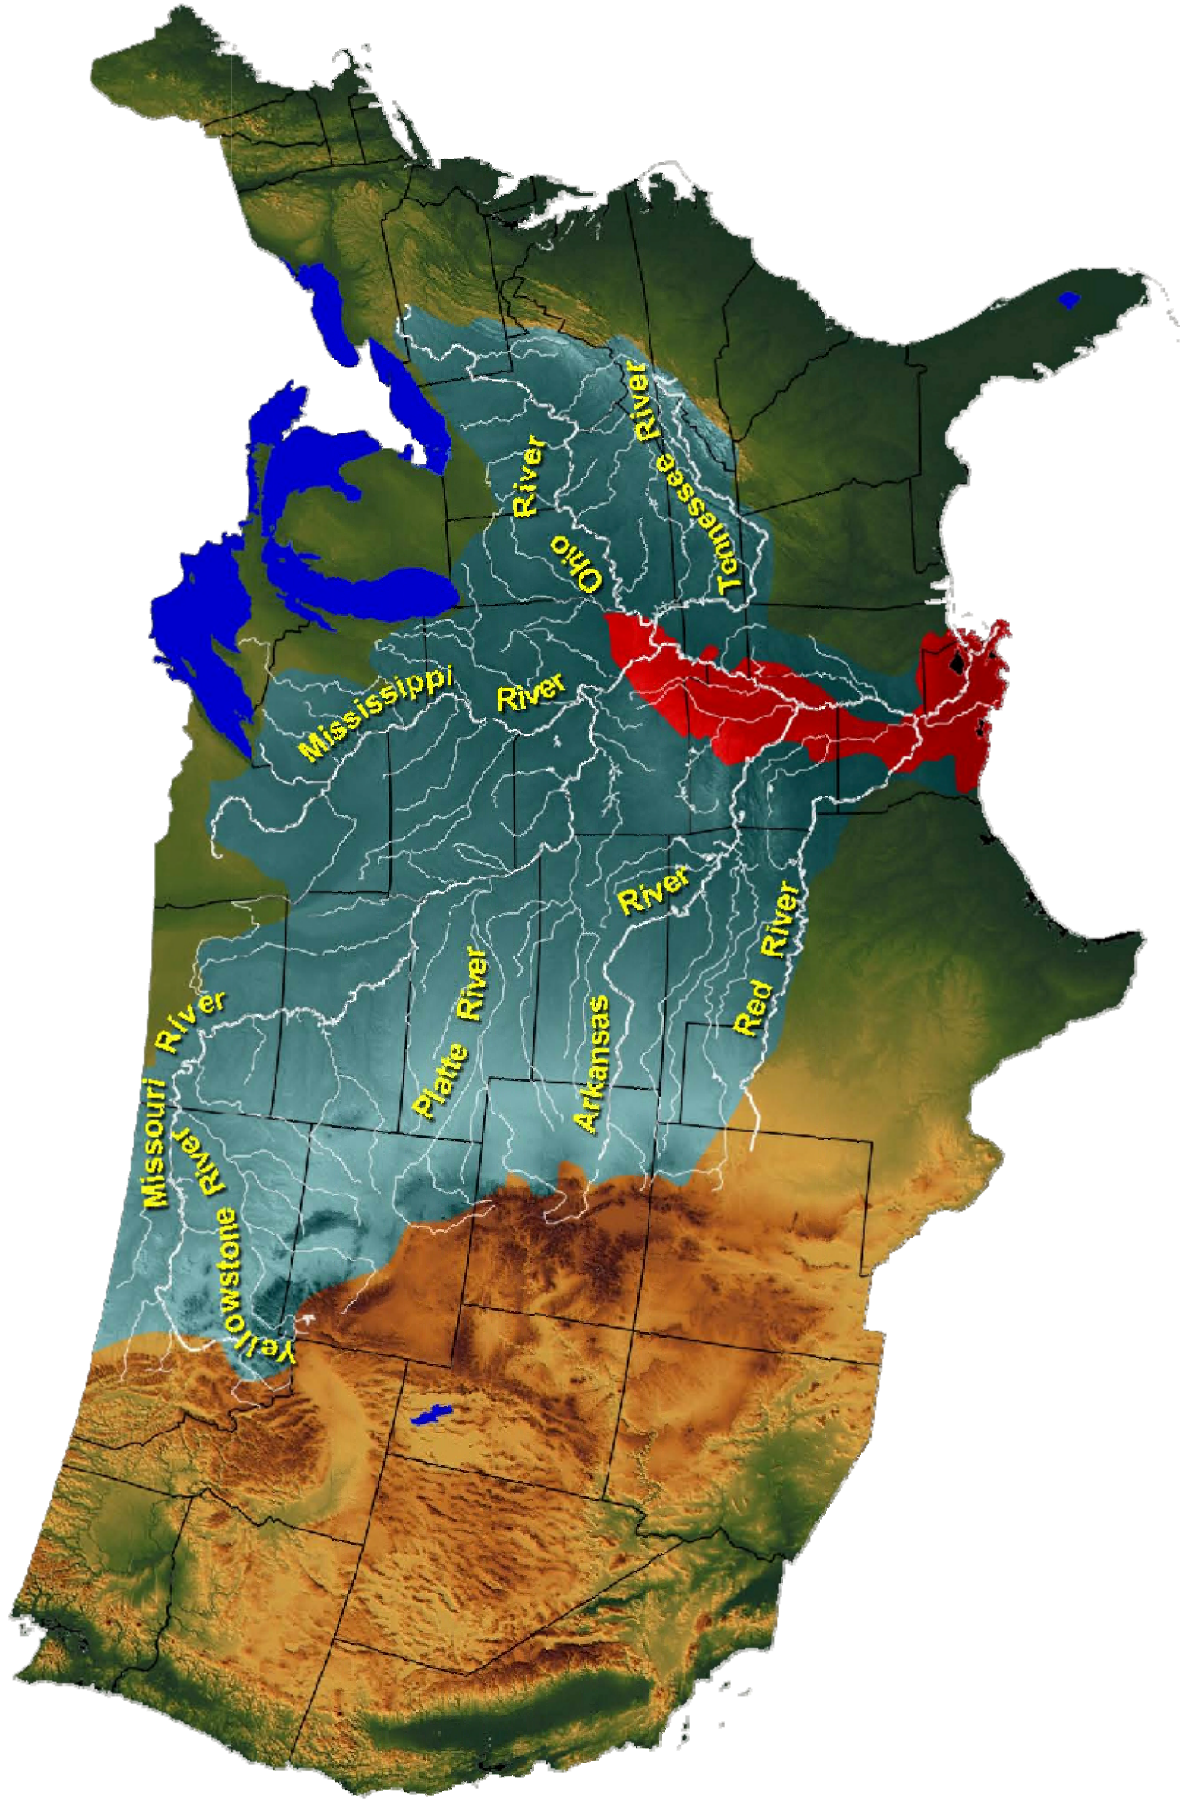 Tennessee River
Ohio River
Mississippi River
Arkansas River
Red River
Platte River
Missouri River
Yellowstone River